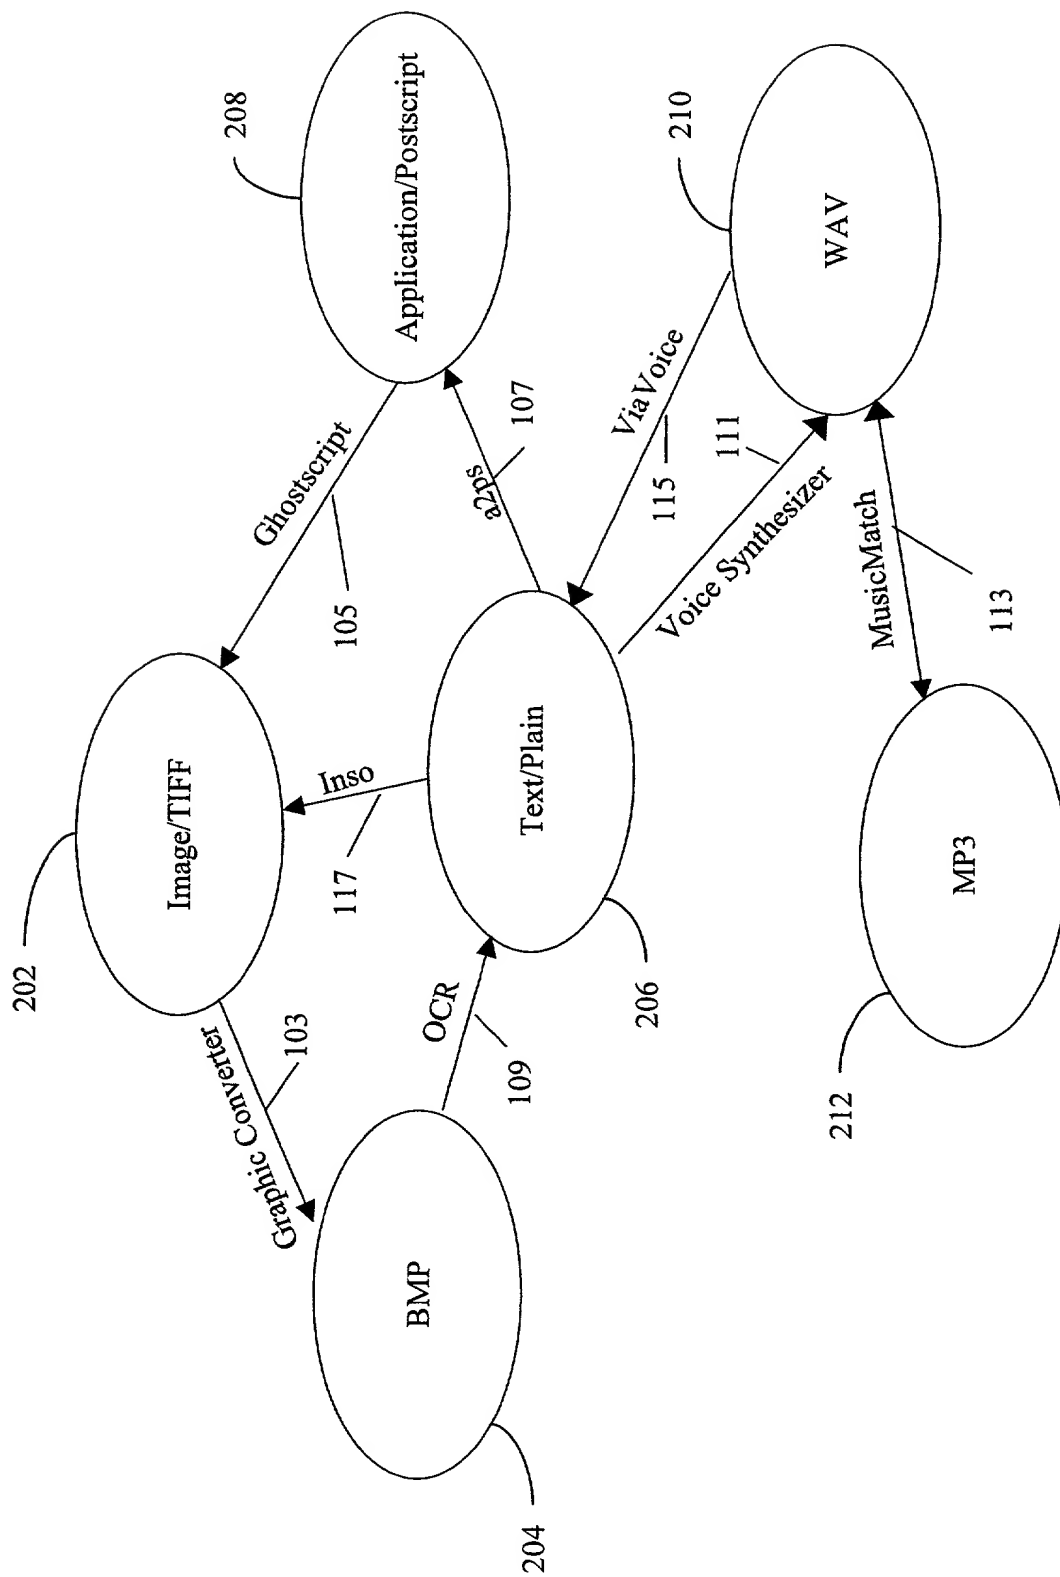 202
Image/TIFF
208
Application/Postscript
Ghostscript
105
Graphic Converter
103
Inso
117
a2ps
107
BMP
204
OCR
109
Text/Plain
206
ViaVoice
115
Voice Synthesizer
111
210
WAV
MusicMatch
113
212
MP3